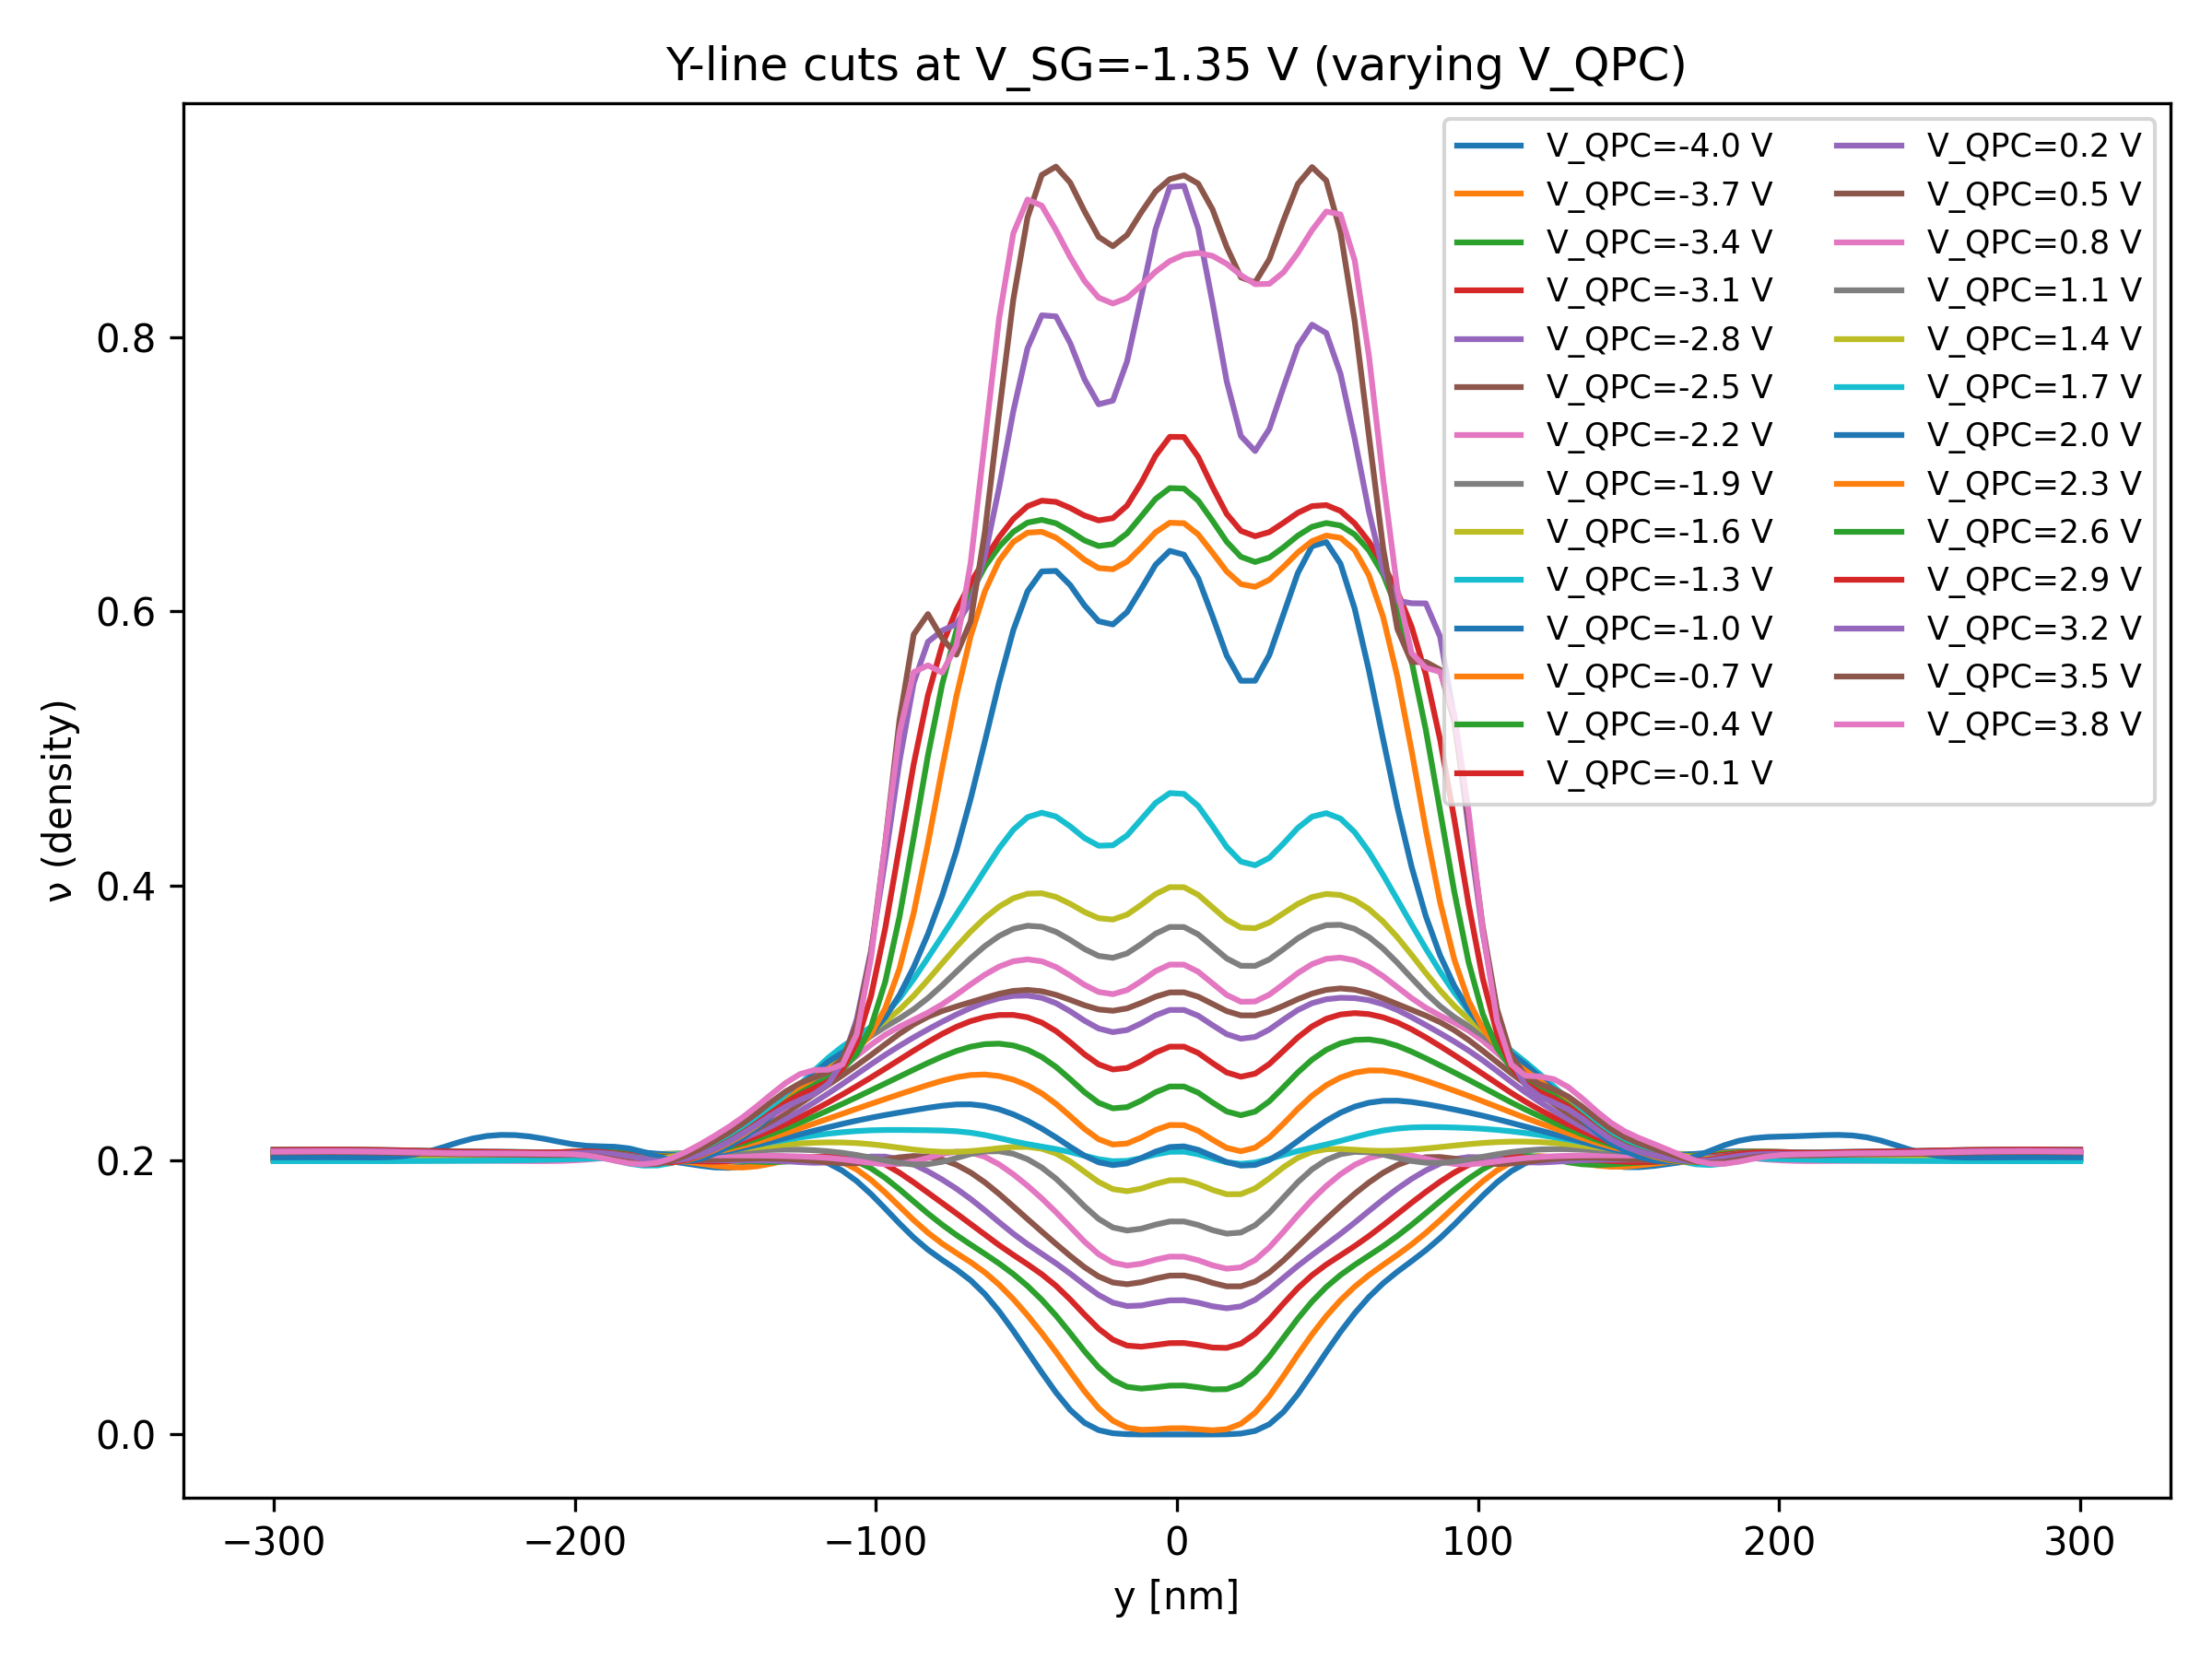 Y-line cuts at V_SG=-1.35 V (varying V_QPC)
V_QPC=-4.0 V
V_QPC=-3.7 V
V_QPC=-3.4 V
V_QPC=-3.1 V
V_QPC=-2.8 V
V_QPC=-2.5 V
V_QPC=-2.2 V
V_QPC=-1.9 V
V_QPC=-1.6 V
V_QPC=-1.3 V
V_QPC=-1.0 V
V_QPC=-0.7 V
V_QPC=-0.4 V
V_QPC=-0.1 V
V_QPC=0.2 V
V_QPC=0.5 V
V_QPC=0.8 V
V_QPC=1.1 V
V_QPC=1.4 V
V_QPC=1.7 V
V_QPC=2.0 V
V_QPC=2.3 V
V_QPC=2.6 V
V_QPC=2.9 V
V_QPC=3.2 V
V_QPC=3.5 V
V_QPC=3.8 V
ν (density)
0.8
0.6
0.4
0.2
0.0
−300 −200 −100 0 100 200 300
y [nm]